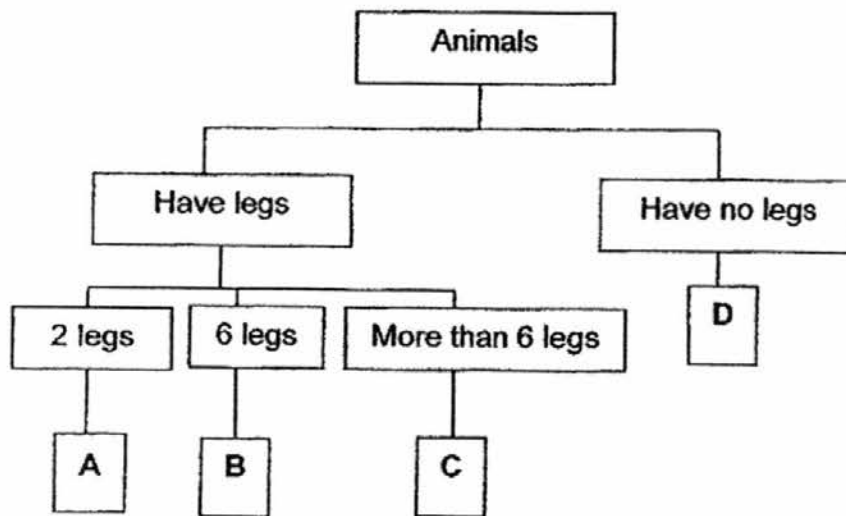 Animals
Have legs
Have no legs
2 legs
6 legs
More than 6 legs
D
A
B
C